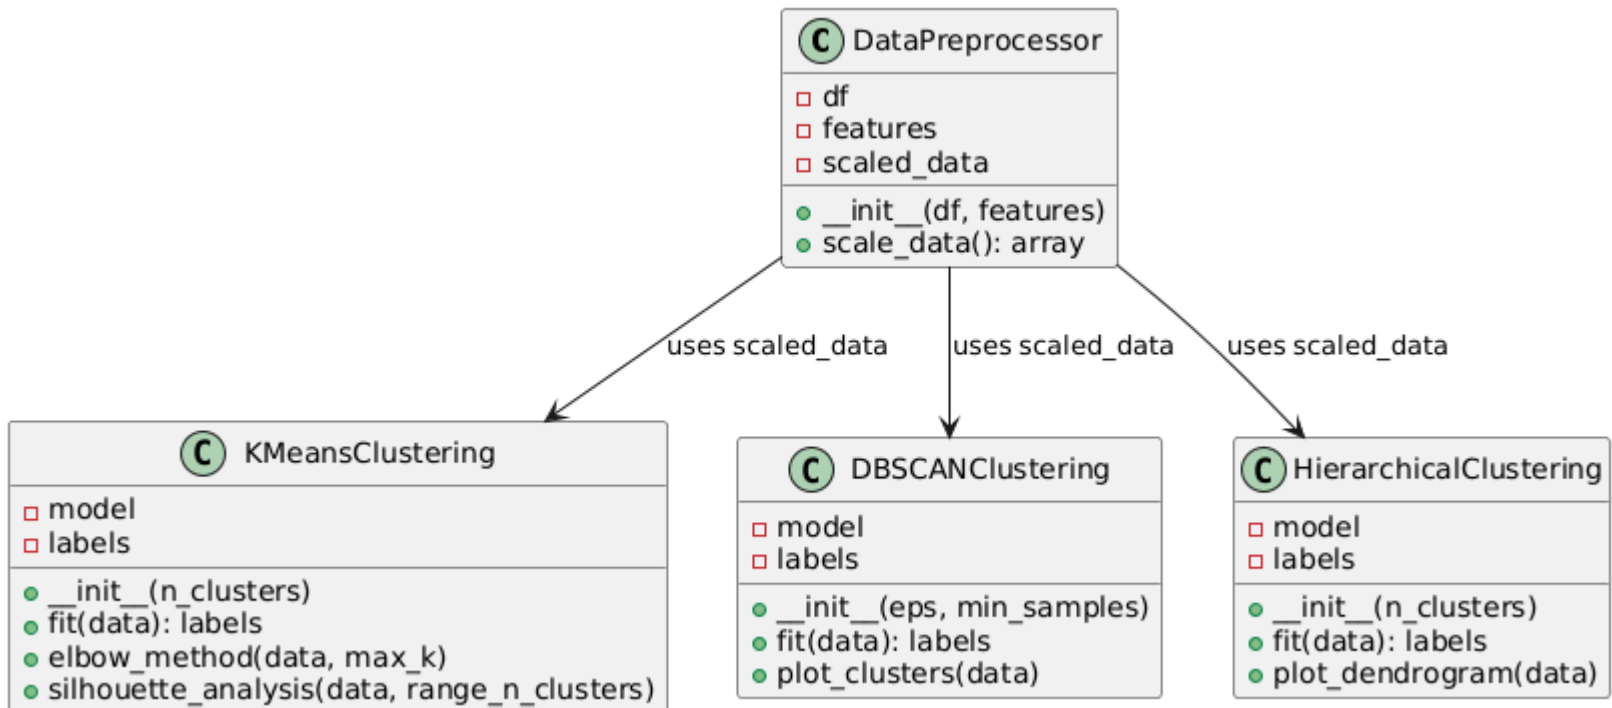 C DataPreprocessor
df
features
scaled_data
__init__(df, features)
scale_data(): array
uses scaled_data
uses scaled_data
uses scaled_data
C KMeansClustering
model
labels
__init__(n_clusters)
fit(data): labels
elbow_method(data, max_k)
silhouette_analysis(data, range_n_clusters)
C DBSCANClustering
model
labels
__init__(eps, min_samples)
fit(data): labels
plot_clusters(data)
C HierarchicalClustering
model
labels
__init__(n_clusters)
fit(data): labels
plot_dendrogram(data)